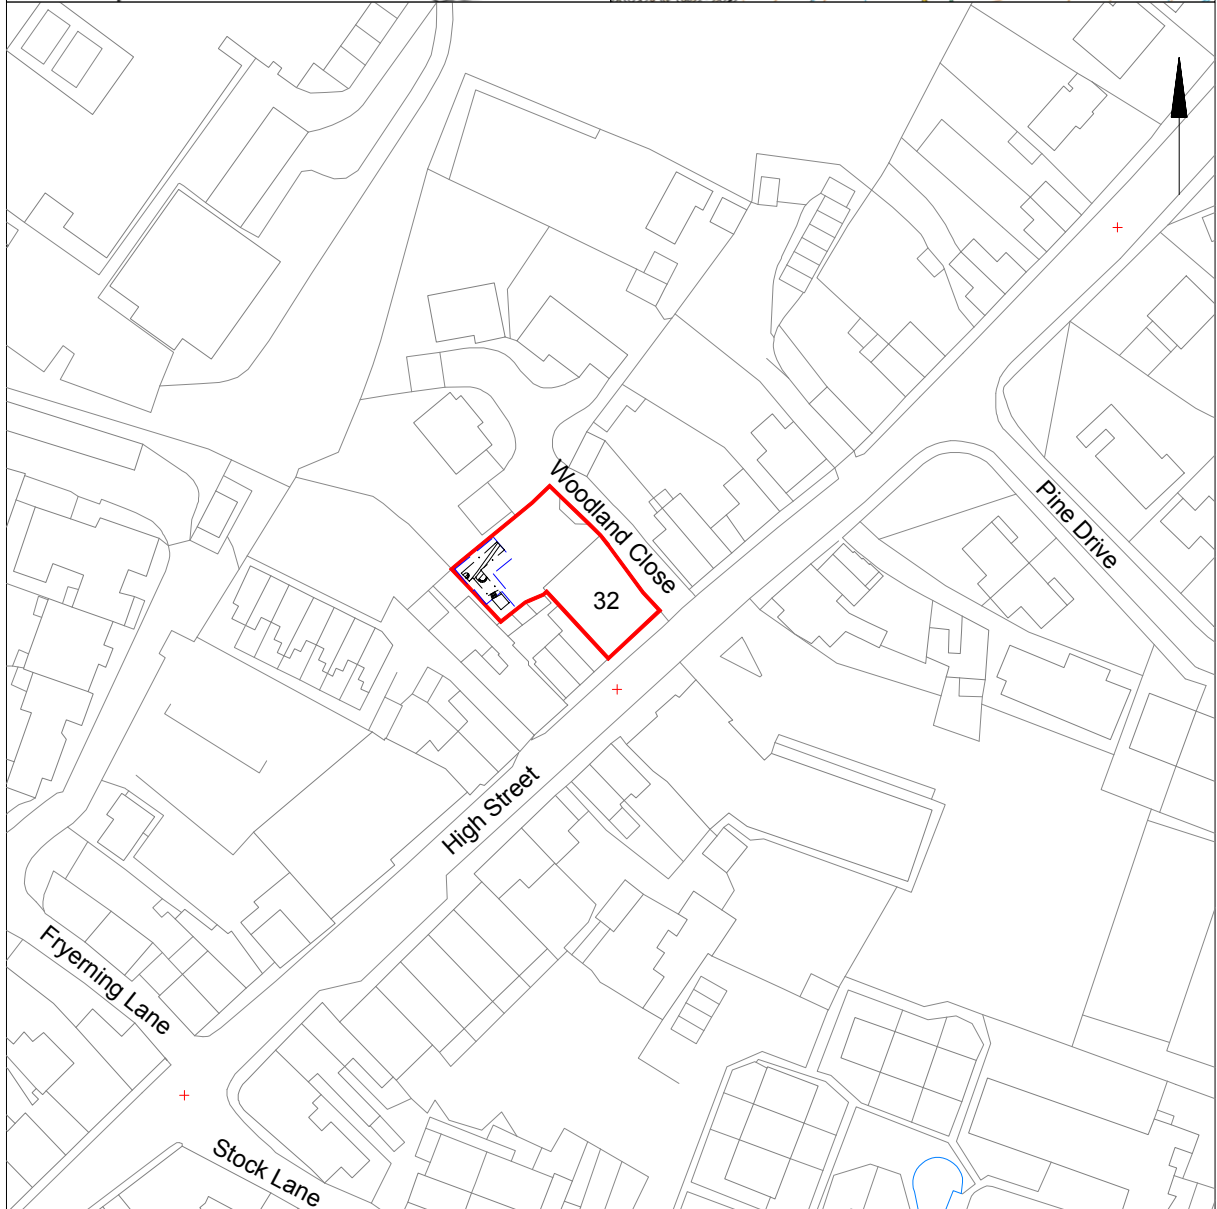 Woodland Close
Pine Drive
32
High Street
Fryerning Lane
Stock Lane